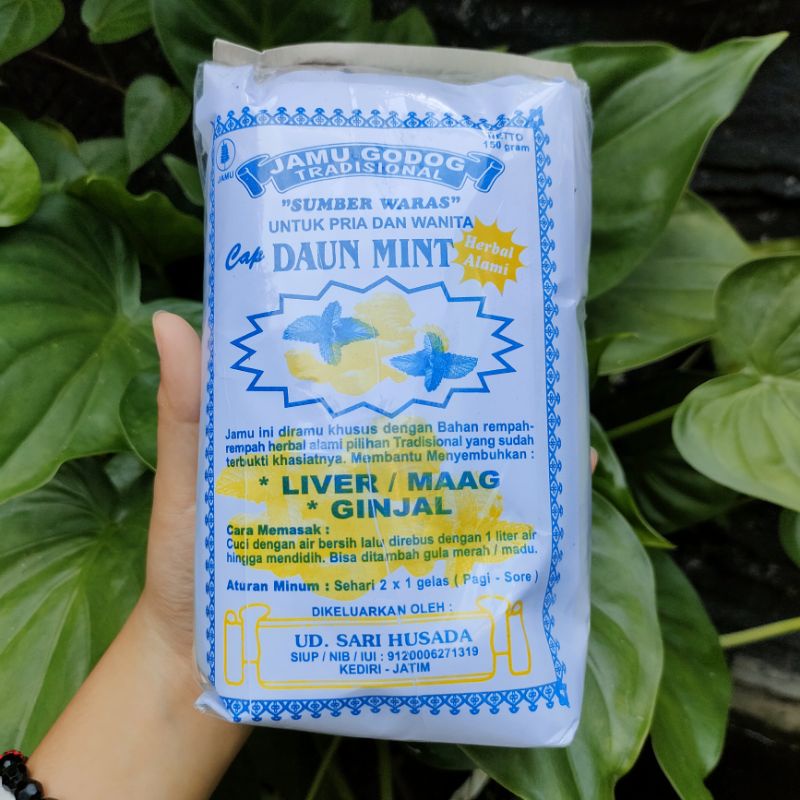 NETTO
150 gram
JAMU
JAMU GODOG
TRADISIONAL
"SUMBER WARAS"
UNTUK PRIA DAN WANITA
Cap DAUN MINT
Herbal
Alami
Jamu ini diramu khusus dengan Bahan rempah-
rempah herbal alami pilihan Tradisional yang sudah
terbukti khasiatnya. Membantu Menyembuhkan :
* LIVER / MAAG
* GINJAL
Cara Memasak :
Cuci dengan air bersih lalu direbus dengan 1 liter air
hingga mendidih. Bisa ditambah gula merah / madu.
Aturan Minum : Sehari 2 x 1 gelas ( Pagi - Sore )
DIKELUARKAN OLEH :
UD. SARI HUSADA
SIUP / NIB / IUI : 9120006271319
KEDIRI - JATIM